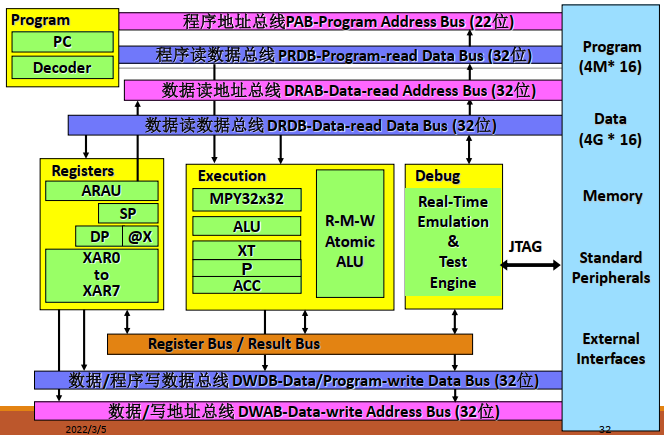 Program
PC
Decoder
程序地址总线PAB-Program Address Bus (22位)
程序读数据总线 PRDB-Program-read Data Bus (32位)
数据读地址总线 DRAB-Data-read Address Bus (32位)
数据读数据总线 DRDB-Data-read Data Bus (32位)
Program
(4M* 16)
Data
(4G * 16)
Memory
Standard
Peripherals
External
Interfaces
Registers
ARAU
SP
DP
@X
XAR0
to
XAR7
Execution
MPY32x32
ALU
XT
P
ACC
R-M-W
Atomic
ALU
Debug
Real-Time
Emulation
&
Test
Engine
JTAG
Register Bus / Result Bus
数据/程序写数据总线 DWDB-Data/Program-write Data Bus (32位)
数据/写地址总线 DWAB-Data-write Address Bus (32位)
2022/3/5
32